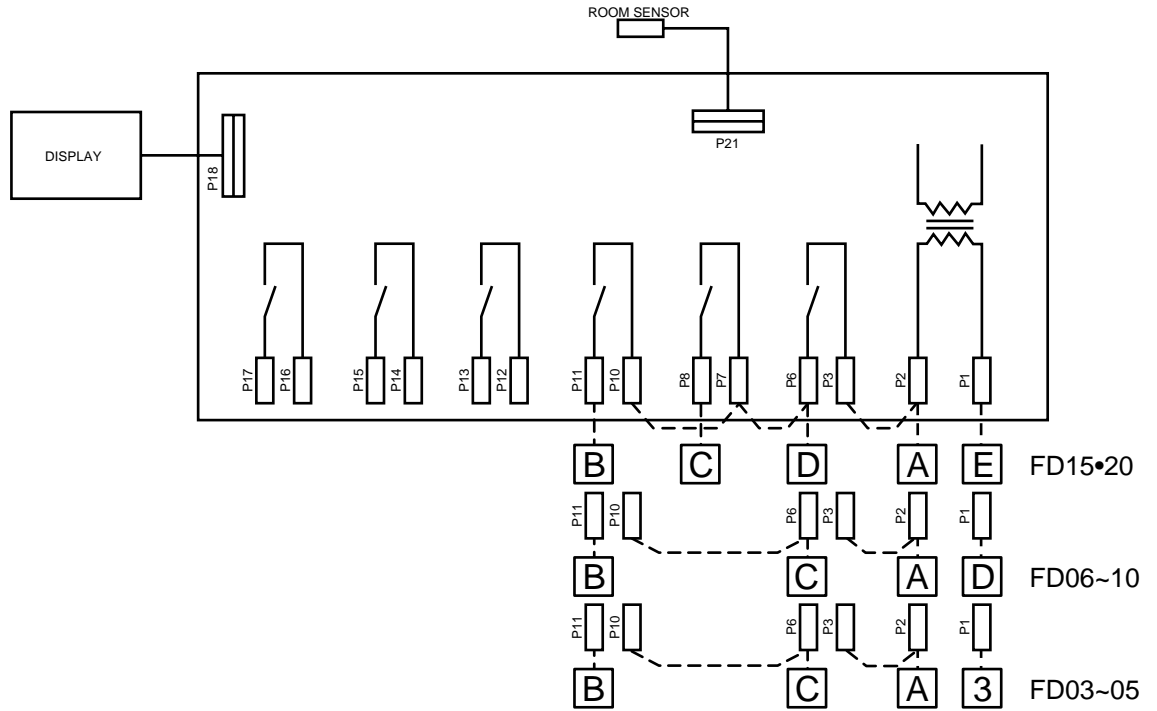 ROOM SENSOR
P21
DISPLAY
P18
P17 P16 P15 P14 P13 P12 P11 P10 P8 P7 P6 P3 P2 P1
B C D A E FD15•20
P11 P10 P6 P3 P2 P1
B C A D FD06~10
P11 P10 P6 P3 P2 P1
B C A 3 FD03~05